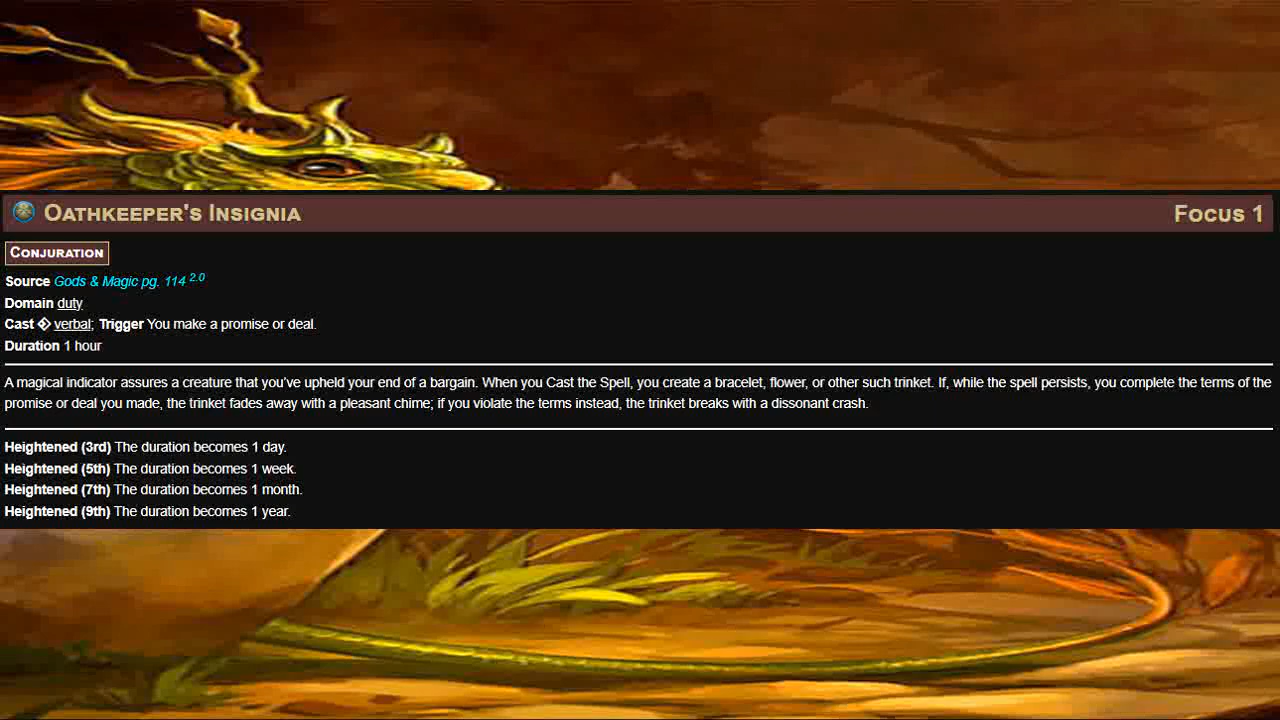 Oathkeeper's Insignia Focus 1
Conjuration
Source Gods & Magic pg. 114 2.0
Domain duty
Cast verbal; Trigger You make a promise or deal.
Duration 1 hour
A magical indicator assures a creature that you've upheld your end of a bargain. When you Cast the Spell, you create a bracelet, flower, or other such trinket. If, while the spell persists, you complete the terms of the
promise or deal you made, the trinket fades away with a pleasant chime; if you violate the terms instead, the trinket breaks with a dissonant crash.
Heightened (3rd) The duration becomes 1 day.
Heightened (5th) The duration becomes 1 week.
Heightened (7th) The duration becomes 1 month.
Heightened (9th) The duration becomes 1 year.